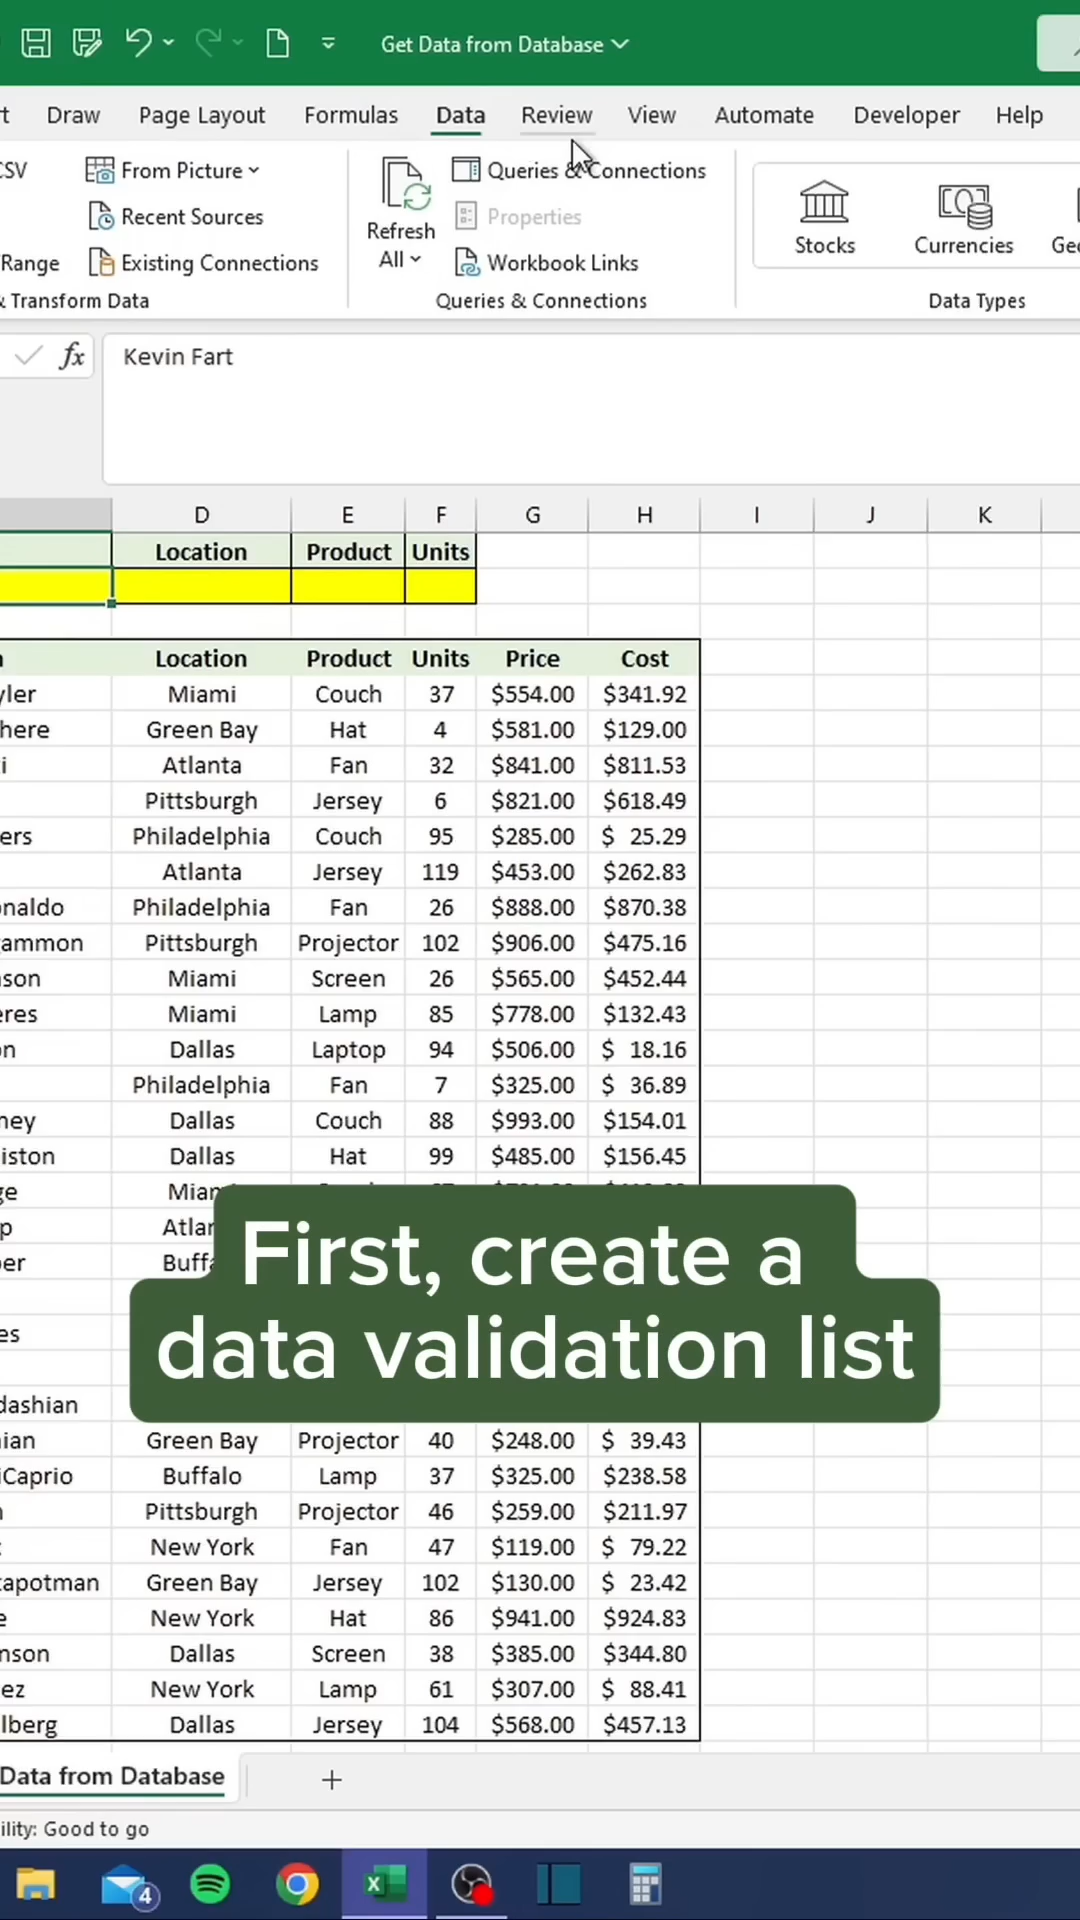 Get Data from Database
Draw Page Layout Formulas Data Review View Automate Developer Help
CSV From Picture Queries & Connections
Recent Sources Refresh All Properties Stocks Currencies
Range Existing Connections Workbook Links
& Transform Data Queries & Connections Data Types
fx Kevin Fart
D E F G H I J K
Location Product Units
Location Product Units Price Cost
yler Miami Couch 37 $554.00 $341.92
here Green Bay Hat 4 $581.00 $129.00
i Atlanta Fan 32 $841.00 $811.53
Pittsburgh Jersey 6 $821.00 $618.49
ers Philadelphia Couch 95 $285.00 $ 25.29
Atlanta Jersey 119 $453.00 $262.83
onaldo Philadelphia Fan 26 $888.00 $870.38
gammon Pittsburgh Projector 102 $906.00 $475.16
nson Miami Screen 26 $565.00 $452.44
eres Miami Lamp 85 $778.00 $132.43
on Dallas Laptop 94 $506.00 $ 18.16
Philadelphia Fan 7 $325.00 $ 36.89
ney Dallas Couch 88 $993.00 $154.01
iston Dallas Hat 99 $485.00 $156.45
ge
p
er
First, create a
data validation list
es
dashian
ian Green Bay Projector 40 $248.00 $ 39.43
iCaprio Buffalo Lamp 37 $325.00 $238.58
Pittsburgh Projector 46 $259.00 $211.97
New York Fan 47 $119.00 $ 79.22
tapotman Green Bay Jersey 102 $130.00 $ 23.42
e New York Hat 86 $941.00 $924.83
nson Dallas Screen 38 $385.00 $344.80
ez New York Lamp 61 $307.00 $ 88.41
lberg Dallas Jersey 104 $568.00 $457.13
Data from Database
ility: Good to go
4